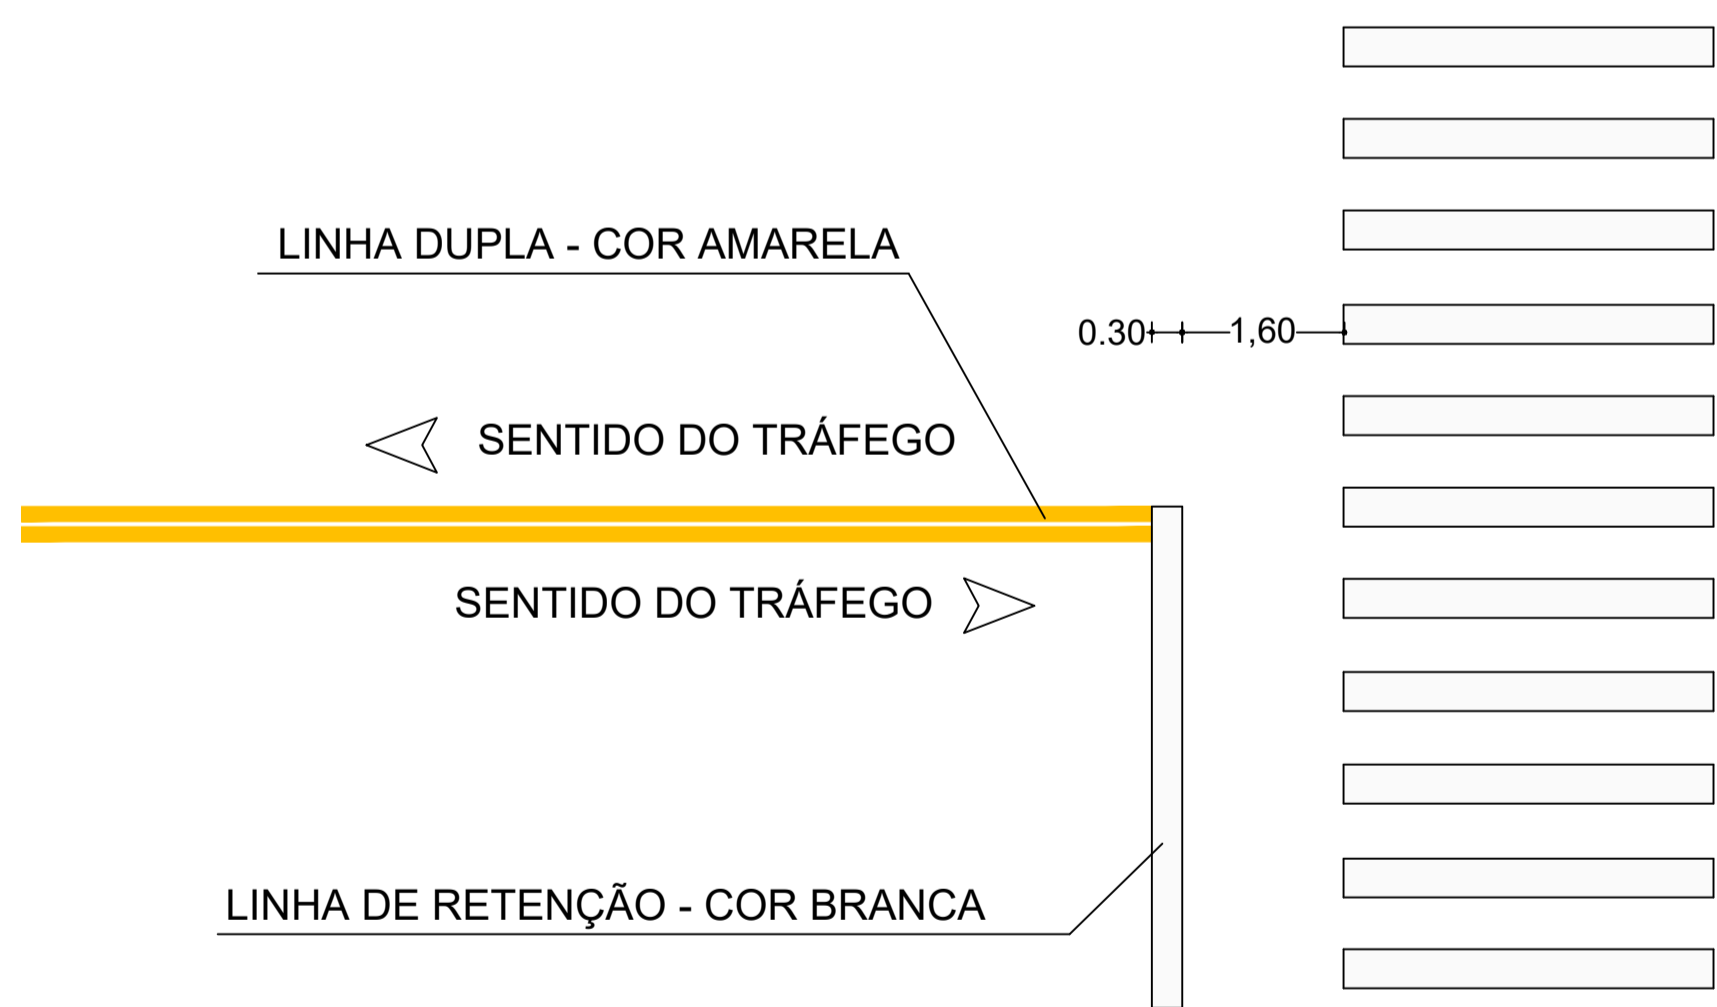 LINHA DUPLA - COR AMARELA
0.30 1,60
SENTIDO DO TRÁFEGO
SENTIDO DO TRÁFEGO
LINHA DE RETENÇÃO - COR BRANCA